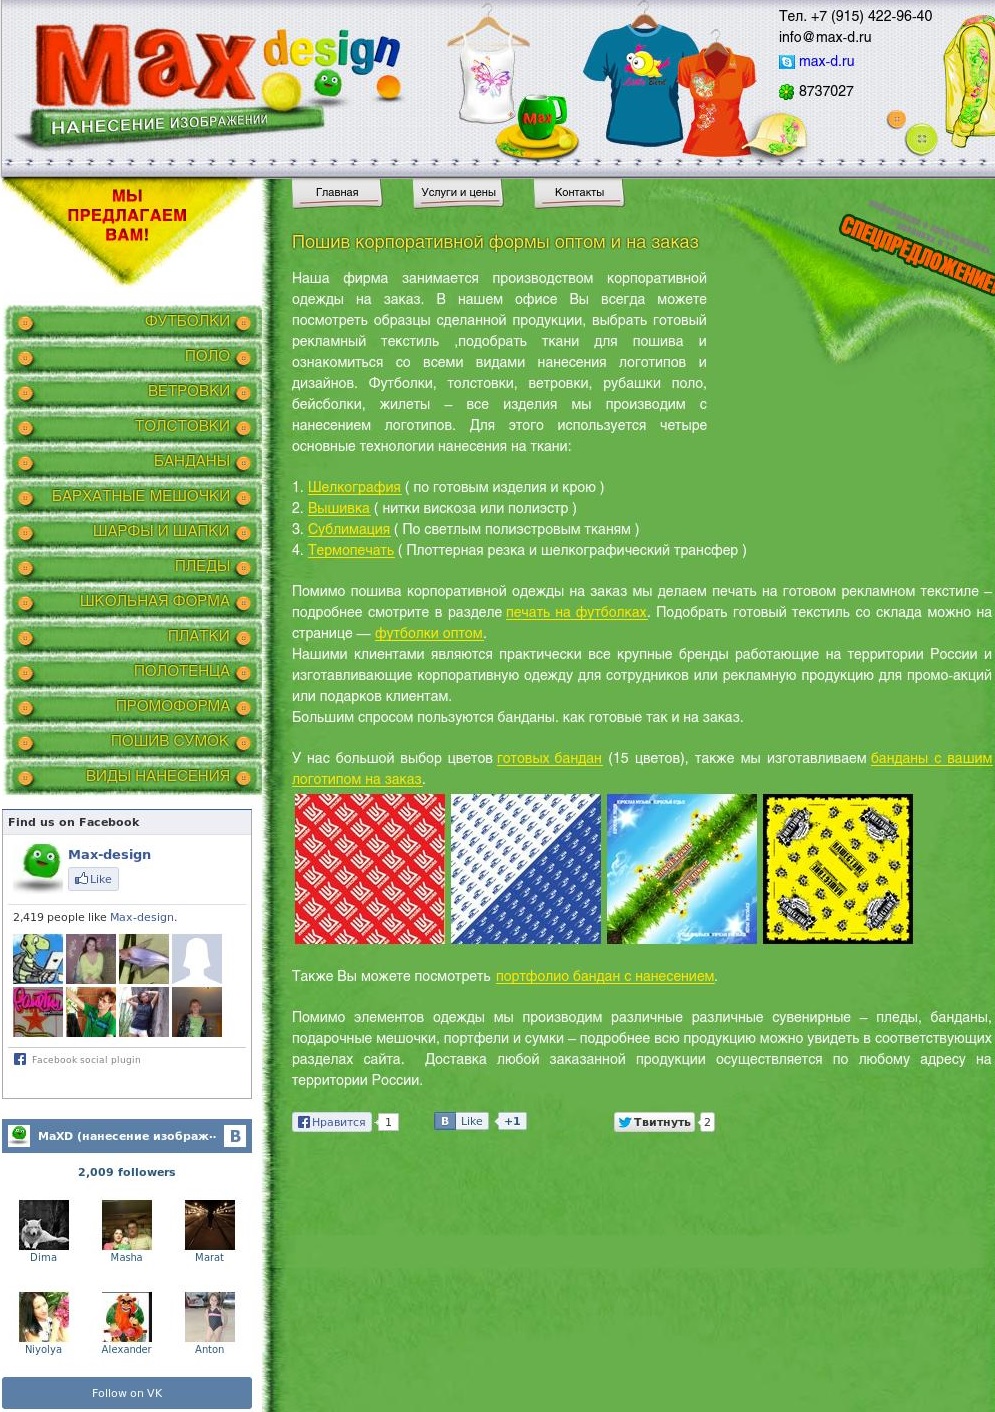 Max design
НАНЕСЕНИЕ ИЗОБРАЖЕНИЙ
Max
Тел. +7 (915) 422-96-40
info@max-d.ru
max-d.ru
8737027
МЫ
ПРЕДЛАГАЕМ
ВАМ!
Главная
Услуги и цены
Контакты
СПЕЦПРЕДЛОЖЕНИЕ!
ФУТБОЛКИ
ПОЛО
ВЕТРОВКИ
ТОЛСТОВКИ
БАНДАНЫ
БАРХАТНЫЕ МЕШОЧКИ
ШАРФЫ И ШАПКИ
ПЛЕДЫ
ШКОЛЬНАЯ ФОРМА
ПЛАТКИ
ПОЛОТЕНЦА
ПРОМОФОРМА
ПОШИВ СУМОК
ВИДЫ НАНЕСЕНИЯ
Find us on Facebook
Max-design
Like
2,419 people like Max-design.
Facebook social plugin
MaXD (нанесение изображ··
B
2,009 followers
Dima
Masha
Marat
Niyolya
Alexander
Anton
Follow on VK
Пошив корпоративной формы оптом и на заказ
Наша фирма занимается производством корпоративной
одежды на заказ. В нашем офисе Вы всегда можете
посмотреть образцы сделанной продукции, выбрать готовый
рекламный текстиль ,подобрать ткани для пошива и
ознакомиться со всеми видами нанесения логотипов и
дизайнов. Футболки, толстовки, ветровки, рубашки поло,
бейсболки, жилеты – все изделия мы производим с
нанесением логотипов. Для этого используется четыре
основные технологии нанесения на ткани:
1. Шелкография ( по готовым изделия и крою )
2. Вышивка ( нитки вискоза или полиэстр )
3. Сублимация ( По светлым полиэстровым тканям )
4. Термопечать ( Плоттерная резка и шелкографический трансфер )
Помимо пошива корпоративной одежды на заказ мы делаем печать на готовом рекламном текстиле –
подробнее смотрите в разделе печать на футболках. Подобрать готовый текстиль со склада можно на
странице — футболки оптом.
Нашими клиентами являются практически все крупные бренды работающие на территории России и
изготавливающие корпоративную одежду для сотрудников или рекламную продукцию для промо-акций
или подарков клиентам.
Большим спросом пользуются банданы. как готовые так и на заказ.
У нас большой выбор цветов готовых бандан (15 цветов), также мы изготавливаем банданы с вашим
логотипом на заказ.
НАШЕСТВИЕ
Также Вы можете посмотреть портфолио бандан с нанесением.
Помимо элементов одежды мы производим различные различные сувенирные – пледы, банданы,
подарочные мешочки, портфели и сумки – подробнее всю продукцию можно увидеть в соответствующих
разделах сайта. Доставка любой заказанной продукции осуществляется по любому адресу на
территории России.
Нравится 1
B Like +1
Твитнуть 2